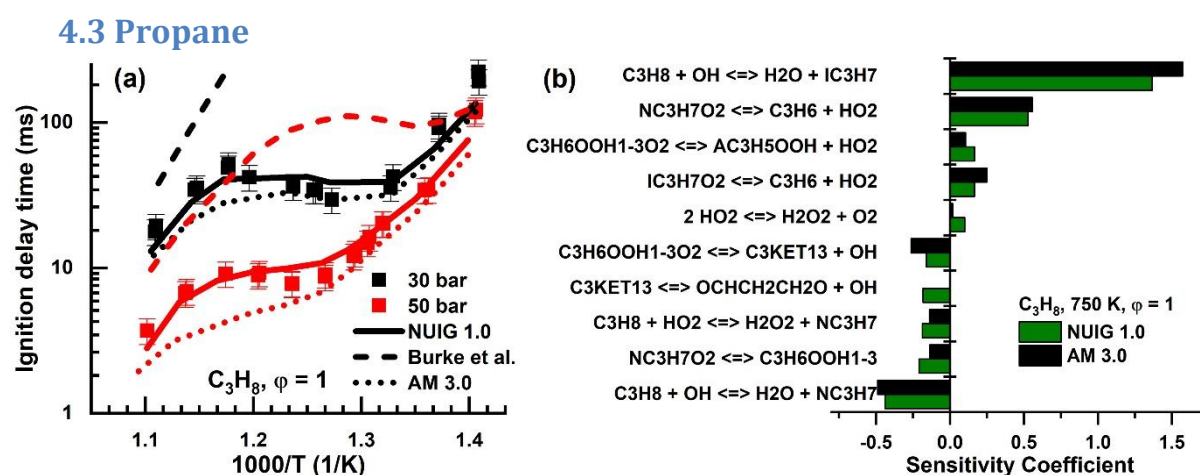 4.3 Propane
(a)
Ignition delay time (ms)
100
10
1
30 bar
50 bar
NUIG 1.0
Burke et al.
AM 3.0
C3H8, φ = 1
1.1 1.2 1.3 1.4
1000/T (1/K)
(b)
C3H8 + OH <=> H2O + IC3H7
NC3H7O2 <=> C3H6 + HO2
C3H6OOH1-3O2 <=> AC3H5OOH + HO2
IC3H7O2 <=> C3H6 + HO2
2 HO2 <=> H2O2 + O2
C3H6OOH1-3O2 <=> C3KET13 + OH
C3KET13 <=> OCHCH2CH2O + OH
C3H8 + HO2 <=> H2O2 + NC3H7
NC3H7O2 <=> C3H6OOH1-3
C3H8 + OH <=> H2O + NC3H7
C3H8, 750 K, φ = 1
NUIG 1.0
AM 3.0
-0.5 0.0 0.5 1.0 1.5
Sensitivity Coefficient